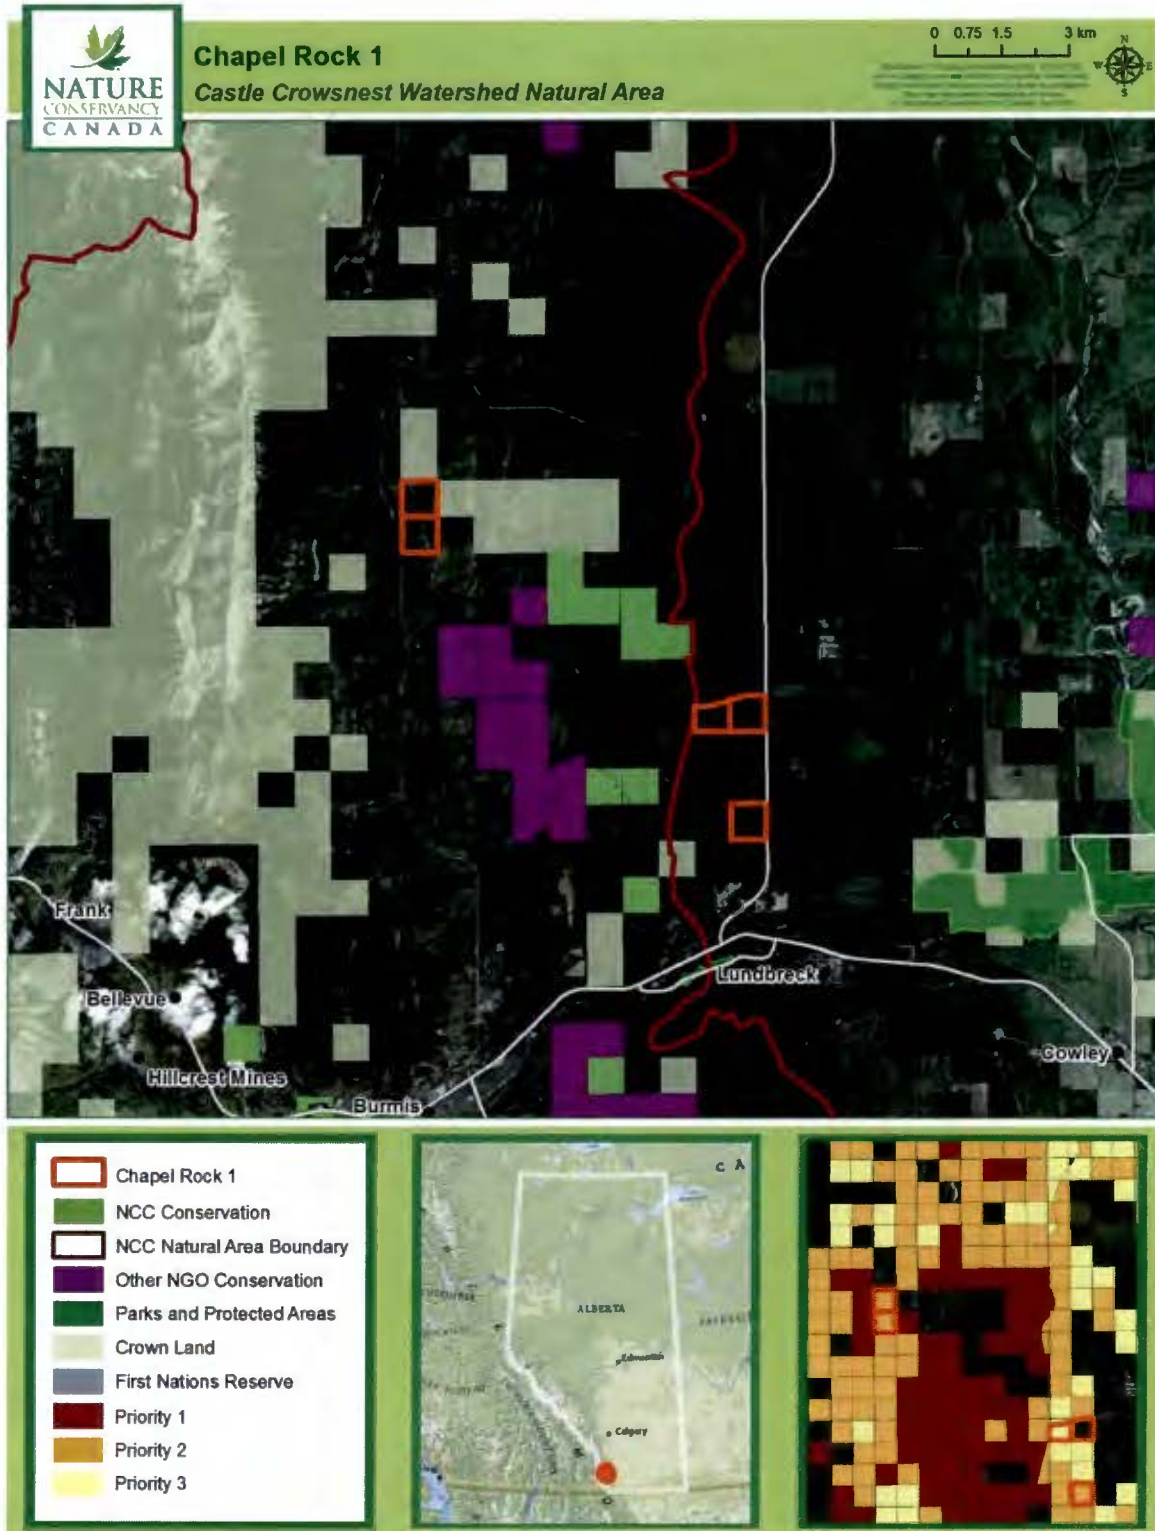 NATURE
CONSERVANCY
CANADA
Chapel Rock 1
Castle Crowsnest Watershed Natural Area
0 0.75 1.5 3 km
N
W E
S
Frank
Bellevue
Hillcrest Mines
Burmis
Lundbreck
Cowley
Chapel Rock 1
NCC Conservation
NCC Natural Area Boundary
Other NGO Conservation
Parks and Protected Areas
Crown Land
First Nations Reserve
Priority 1
Priority 2
Priority 3
C A
ALBERTA
Edmonton
Calgary